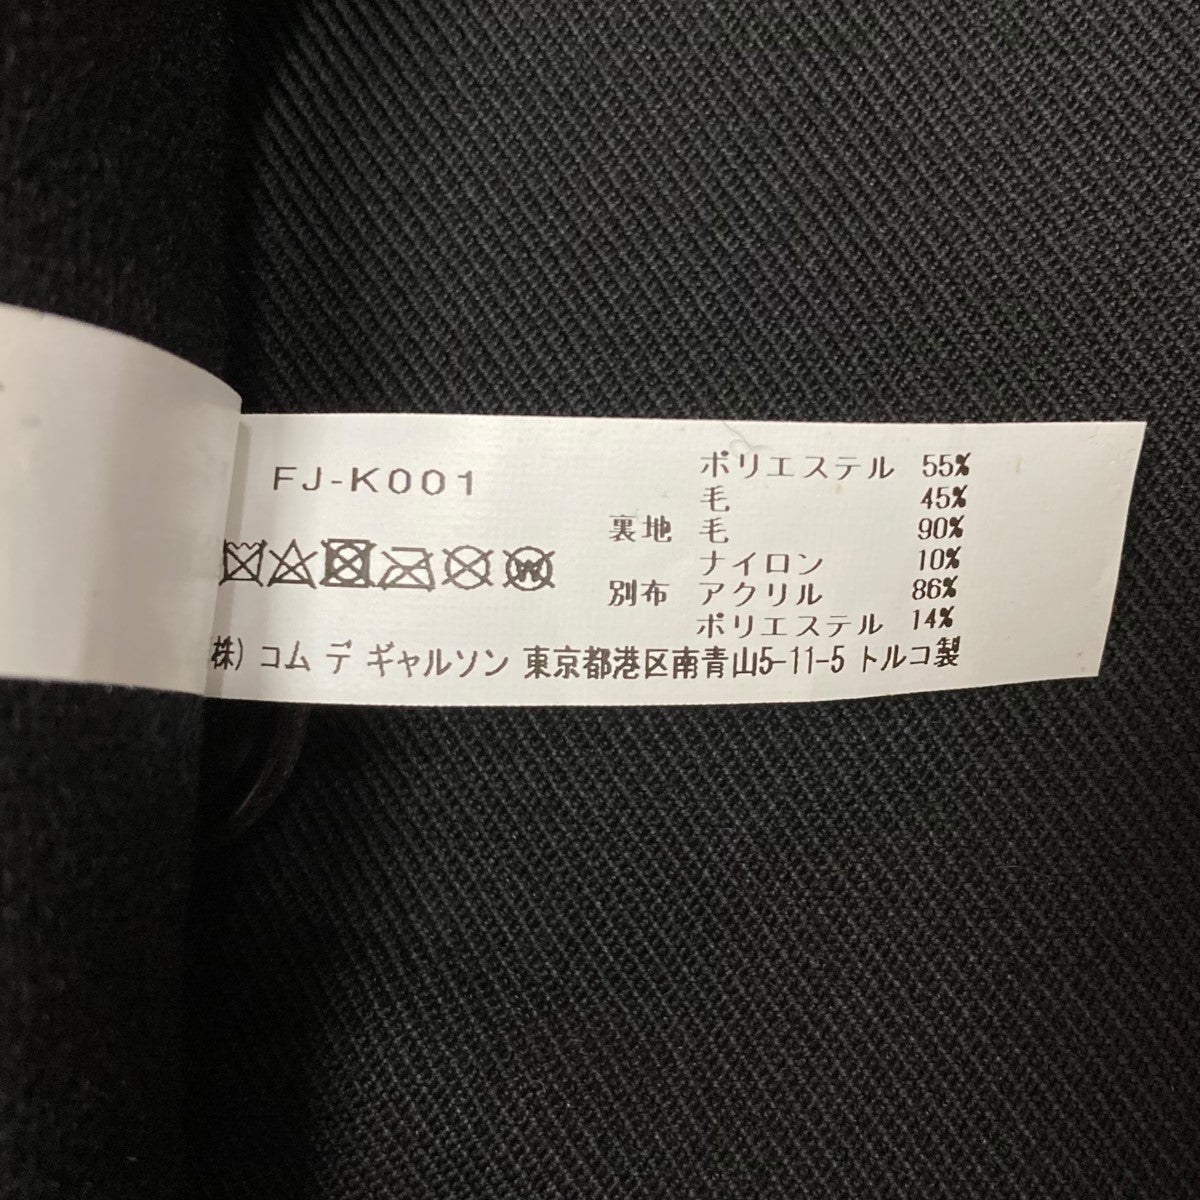 FJ-K001
ポリエステル 55%
毛 45%
裏地 毛 90%
ナイロン 10%
別布 アクリル 86%
ポリエステル 14%
(株) コム デ ギャルソン 東京都港区南青山5-11-5 トルコ製